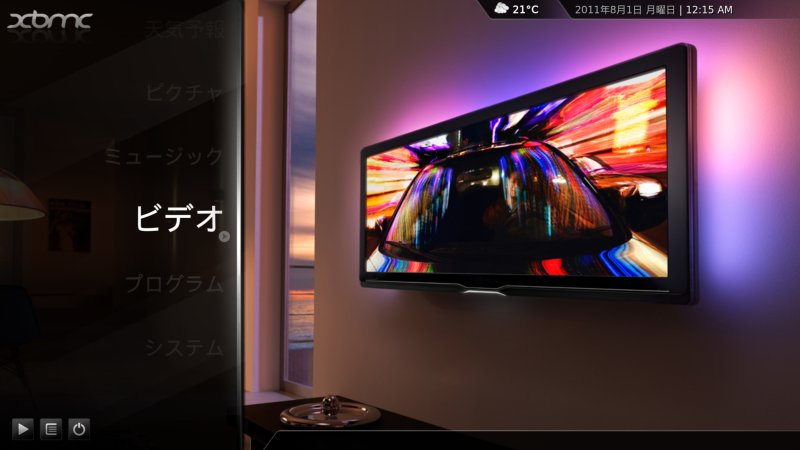 xbmc
21°C
2011年8月1日 月曜日 | 12:15 AM
天気予報
ピクチャ
ミュージック
ビデオ
プログラム
システム